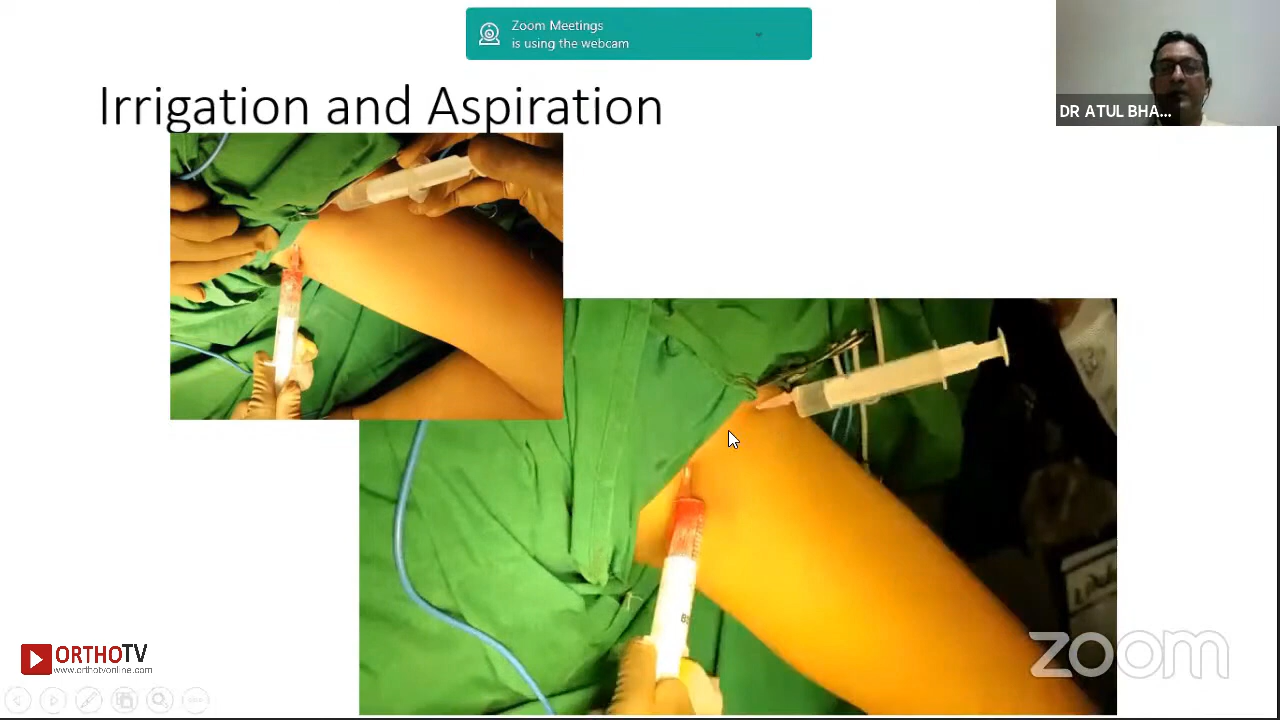 Zoom Meetings
is using the webcam
DR ATUL BHA...
Irrigation and Aspiration
ORTHOTV
www.orthotvonline.com
zoom